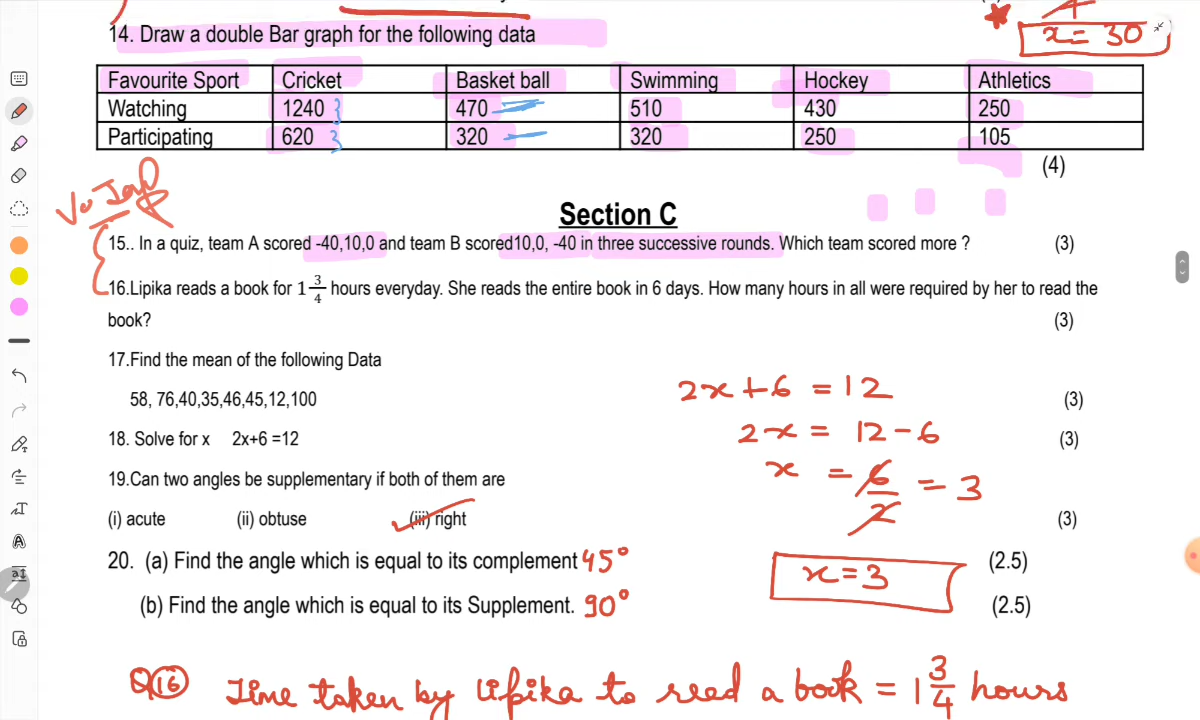 x = 30
14. Draw a double Bar graph for the following data
Favourite Sport Cricket Basket ball Swimming Hockey Athletics
Watching 1240 470 510 430 250
Participating 620 320 320 250 105
(4)
Section C
15.. In a quiz, team A scored -40,10,0 and team B scored10,0, -40 in three successive rounds. Which team scored more ? (3)
16.Lipika reads a book for 1 3/4 hours everyday. She reads the entire book in 6 days. How many hours in all were required by her to read the
book? (3)
17.Find the mean of the following Data
58, 76,40,35,46,45,12,100 (3)
2x+6 = 12
18. Solve for x 2x+6 =12 (3)
2x = 12-6
x = 6/2 = 3
19.Can two angles be supplementary if both of them are
(i) acute (ii) obtuse (iii) right (3)
20. (a) Find the angle which is equal to its complement 45° (2.5)
x=3
(b) Find the angle which is equal to its Supplement. 90° (2.5)
Q16 Time taken by Lipika to read a book = 1 3/4 hours